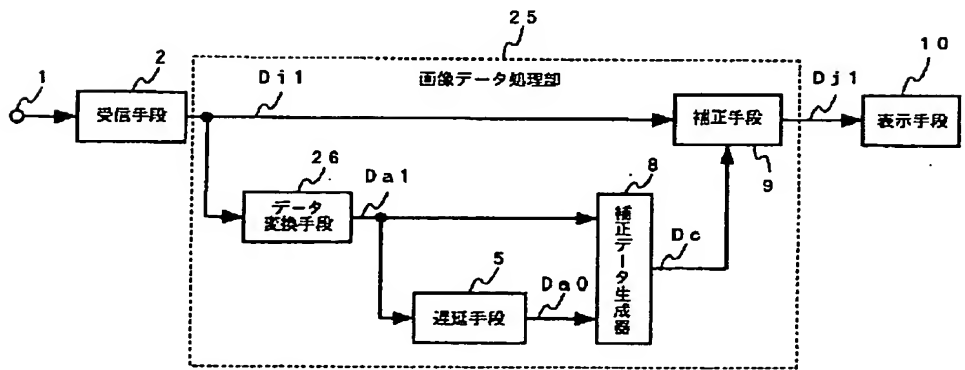 25
1
2
受信手段
Di1
画像データ処理部
補正手段
9
Dj1
10
表示手段
26
データ
変換手段
Da1
8
補正データ生成器
Dc
5
遅延手段
Da0